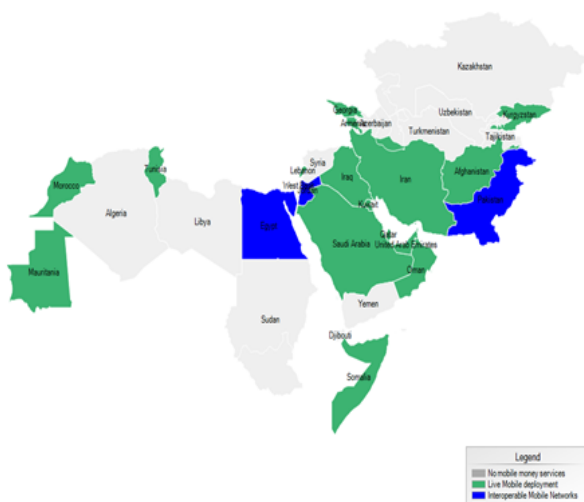 Kazakhstan
Georgia
Uzbekistan
Kyrgyzstan
Armenia
Azerbaijan
Turkmenistan
Tajikistan
Syria
Lebanon
Tunisia
Afghanistan
Iraq
Iran
Morocco
Pakistan
Algeria
Libya
Egypt
Kuwait
Qatar
Saudi Arabia
United Arab Emirates
Mauritania
Oman
Yemen
Sudan
Djibouti
Somalia
Legend
No mobile money services
Live Mobile deployment
Interoperable Mobile Networks